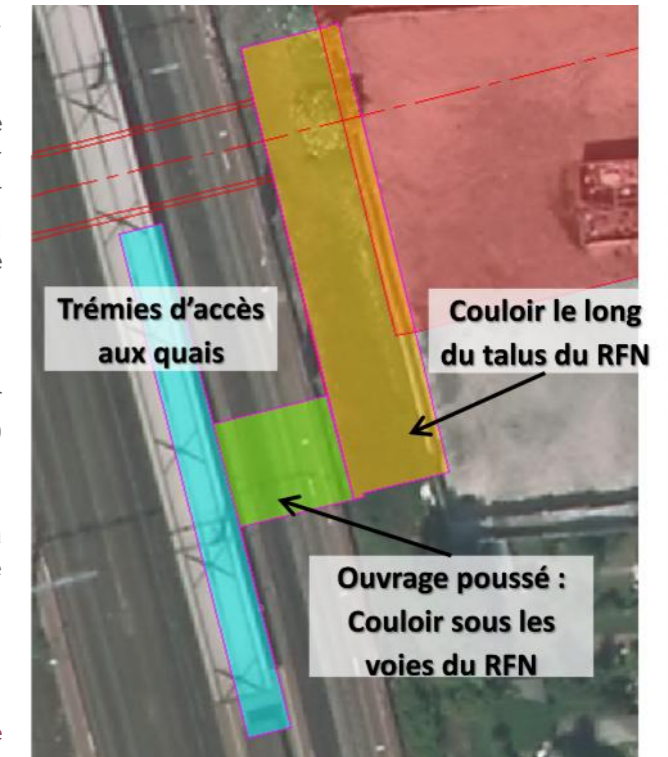 Trémies d'accès
aux quais
Couloir le long
du talus du RFN
Ouvrage poussé :
Couloir sous les
voies du RFN